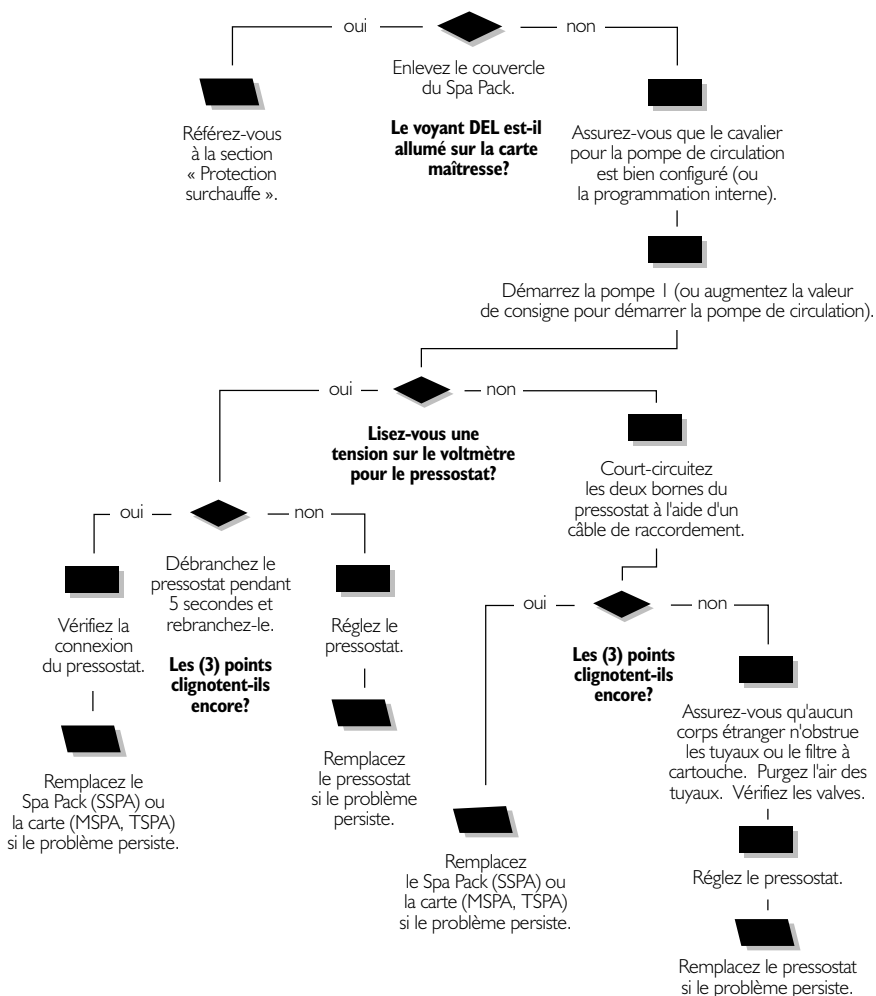 oui
non
Enlevez le couvercle
du Spa Pack.
Le voyant DEL est-il
allumé sur la carte
maîtresse?
Référez-vous
à la section
« Protection
surchauffe ».
Assurez-vous que le cavalier
pour la pompe de circulation
est bien configuré (ou
la programmation interne).
Démarrez la pompe 1 (ou augmentez la valeur
de consigne pour démarrer la pompe de circulation).
oui
non
Lisez-vous une
tension sur le voltmètre
pour le pressostat?
Court-circuitez
les deux bornes du
pressostat à l'aide d'un
câble de raccordement.
oui
non
Débranchez le
pressostat pendant
5 secondes et
rebranchez-le.
Les (3) points
clignotent-ils
encore?
Vérifiez la
connexion
du pressostat.
Réglez le
pressostat.
Remplacez le
Spa Pack (SSPA) ou
la carte (MSPA, TSPA)
si le problème persiste.
Remplacez
le pressostat
si le problème
persiste.
oui
non
Les (3) points
clignotent-ils
encore?
Assurez-vous qu'aucun
corps étranger n'obstrue
les tuyaux ou le filtre à
cartouche. Purgez l'air des
tuyaux. Vérifiez les valves.
Remplacez
le Spa Pack (SSPA) ou
la carte (MSPA, TSPA)
si le problème persiste.
Réglez le pressostat.
Remplacez le pressostat
si le problème persiste.